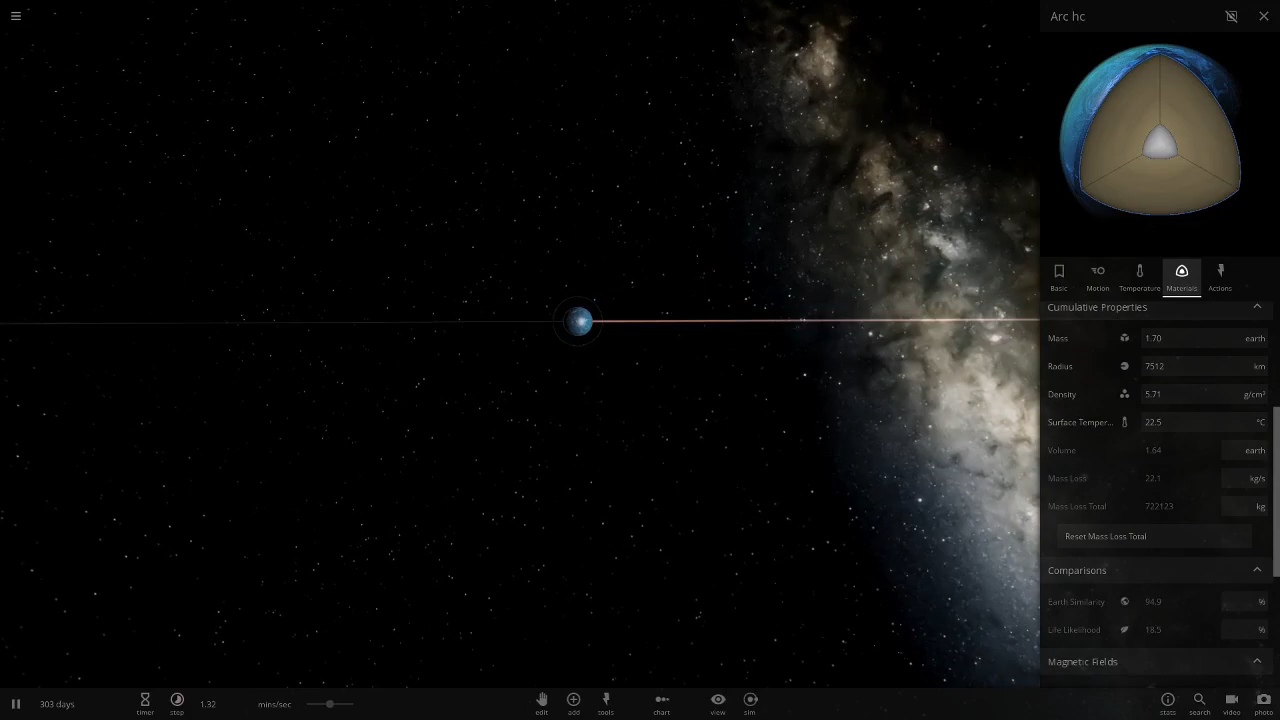 Arc hc
Basic
Motion
Temperature
Materials
Actions
Cumulative Properties
Mass 1.70 earth
Radius 7512 km
Density 5.71 g/cm³
Surface Temper... 22.5 °C
Volume 1.64 earth
Mass Loss 22.1 kg/s
Mass Loss Total 722123 kg
Reset Mass Loss Total
Comparisons
Earth Similarity 94.9 %
Life Likelihood 18.5 %
Magnetic Fields
303 days
timer
step
1.32 mins/sec
edit
add
tools
chart
view
sim
stats
search
video
photo